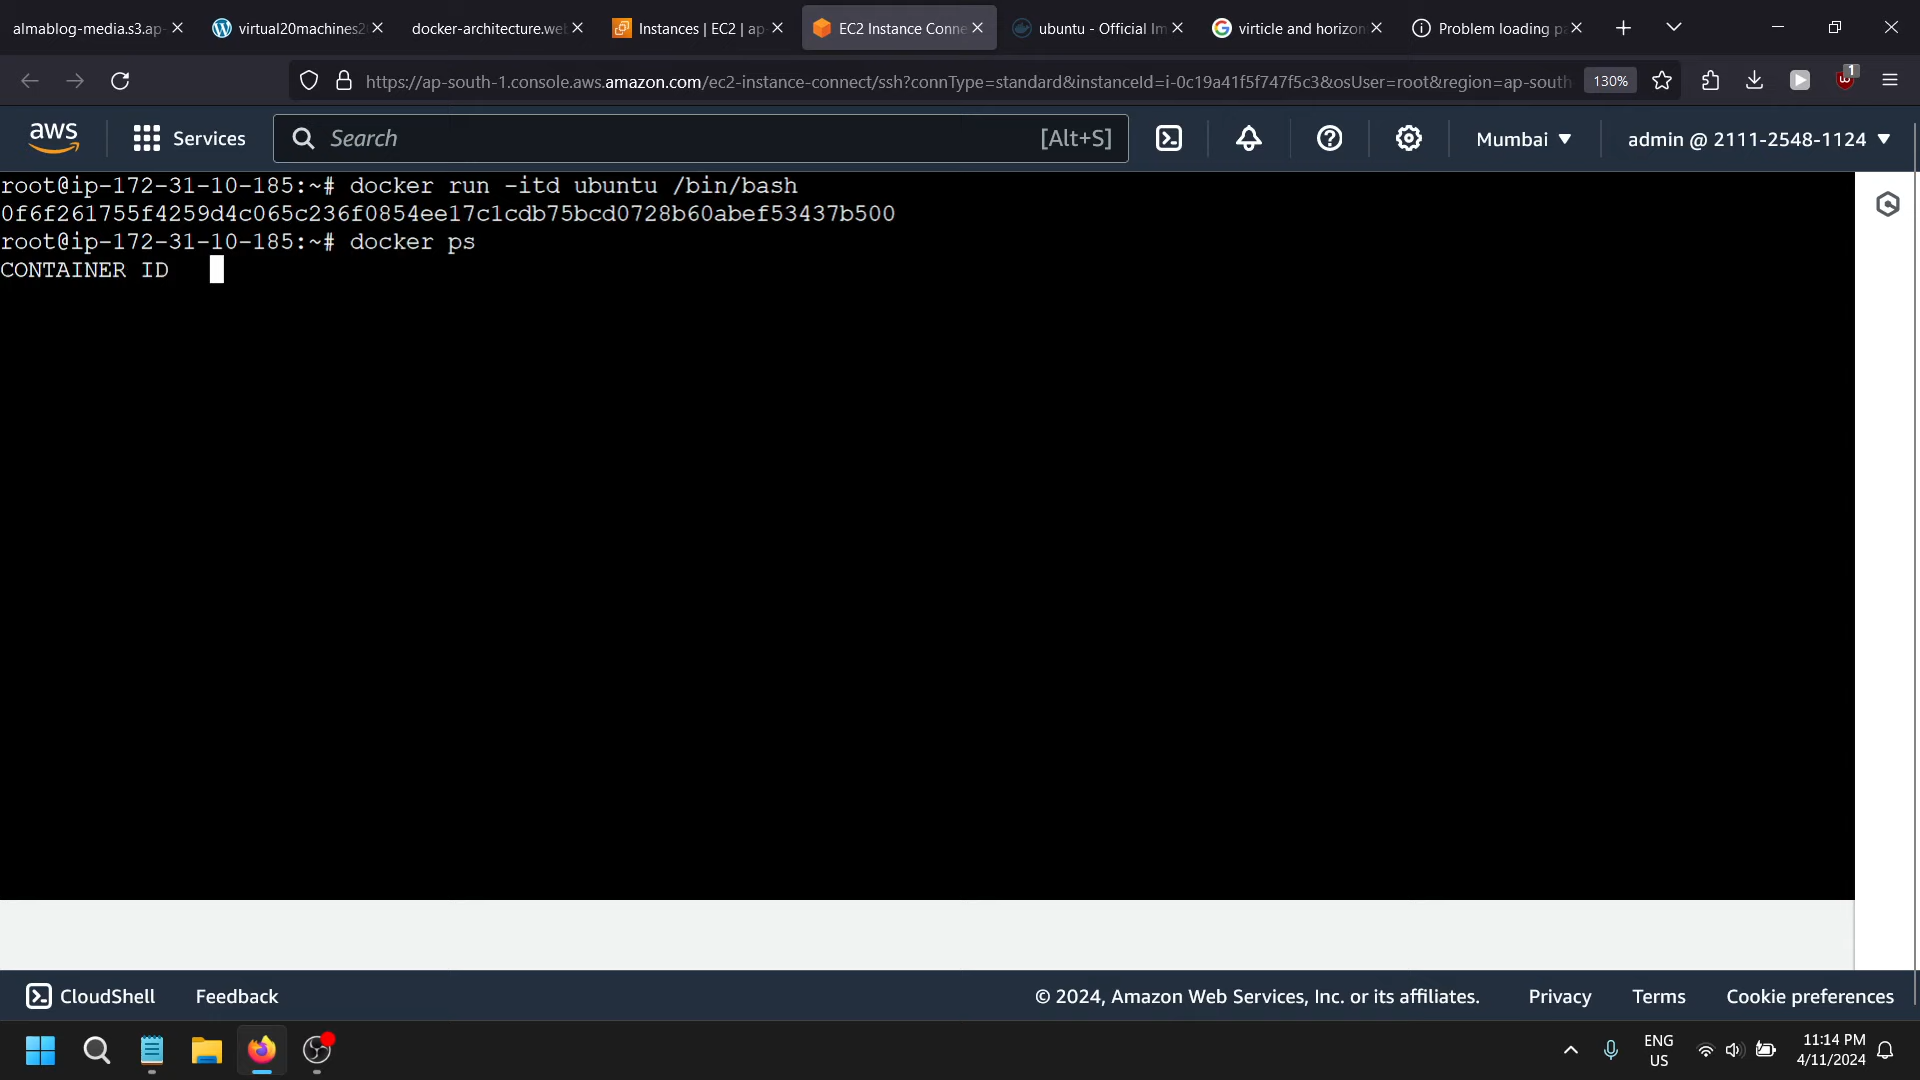 almablog-media.s3.ap-
virtual20machines2
docker-architecture.we
Instances | EC2 | ap-
EC2 Instance Conne
ubuntu - Official Im
virticle and horizon
Problem loading pa
https://ap-south-1.console.aws.amazon.com/ec2-instance-connect/ssh?connType=standard&instanceId=i-0c19a41f5f747f5c3&osUser=root&region=ap-south-
130%
1
aws
Services
Search
[Alt+S]
Mumbai
admin @ 2111-2548-1124
root@ip-172-31-10-185:~# docker run -itd ubuntu /bin/bash
0f6f261755f4259d4c065c236f0854ee17c1cdb75bcd0728b60abef53437b500
root@ip-172-31-10-185:~# docker ps
CONTAINER ID
CloudShell
Feedback
© 2024, Amazon Web Services, Inc. or its affiliates.
Privacy
Terms
Cookie preferences
ENG
US
11:14 PM
4/11/2024